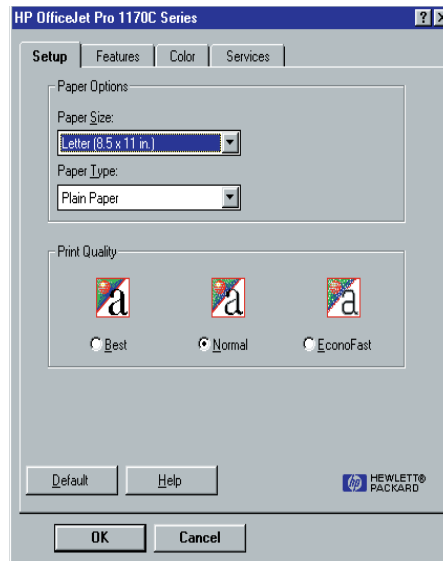 HP OfficeJet Pro 1170C Series
Setup Features Color Services
Paper Options
Paper Size:
Letter (8.5 x 11 in.)
Paper Type:
Plain Paper
Print Quality
a a a
Best Normal EconoFast
Default Help
hp HEWLETT®
PACKARD
OK Cancel